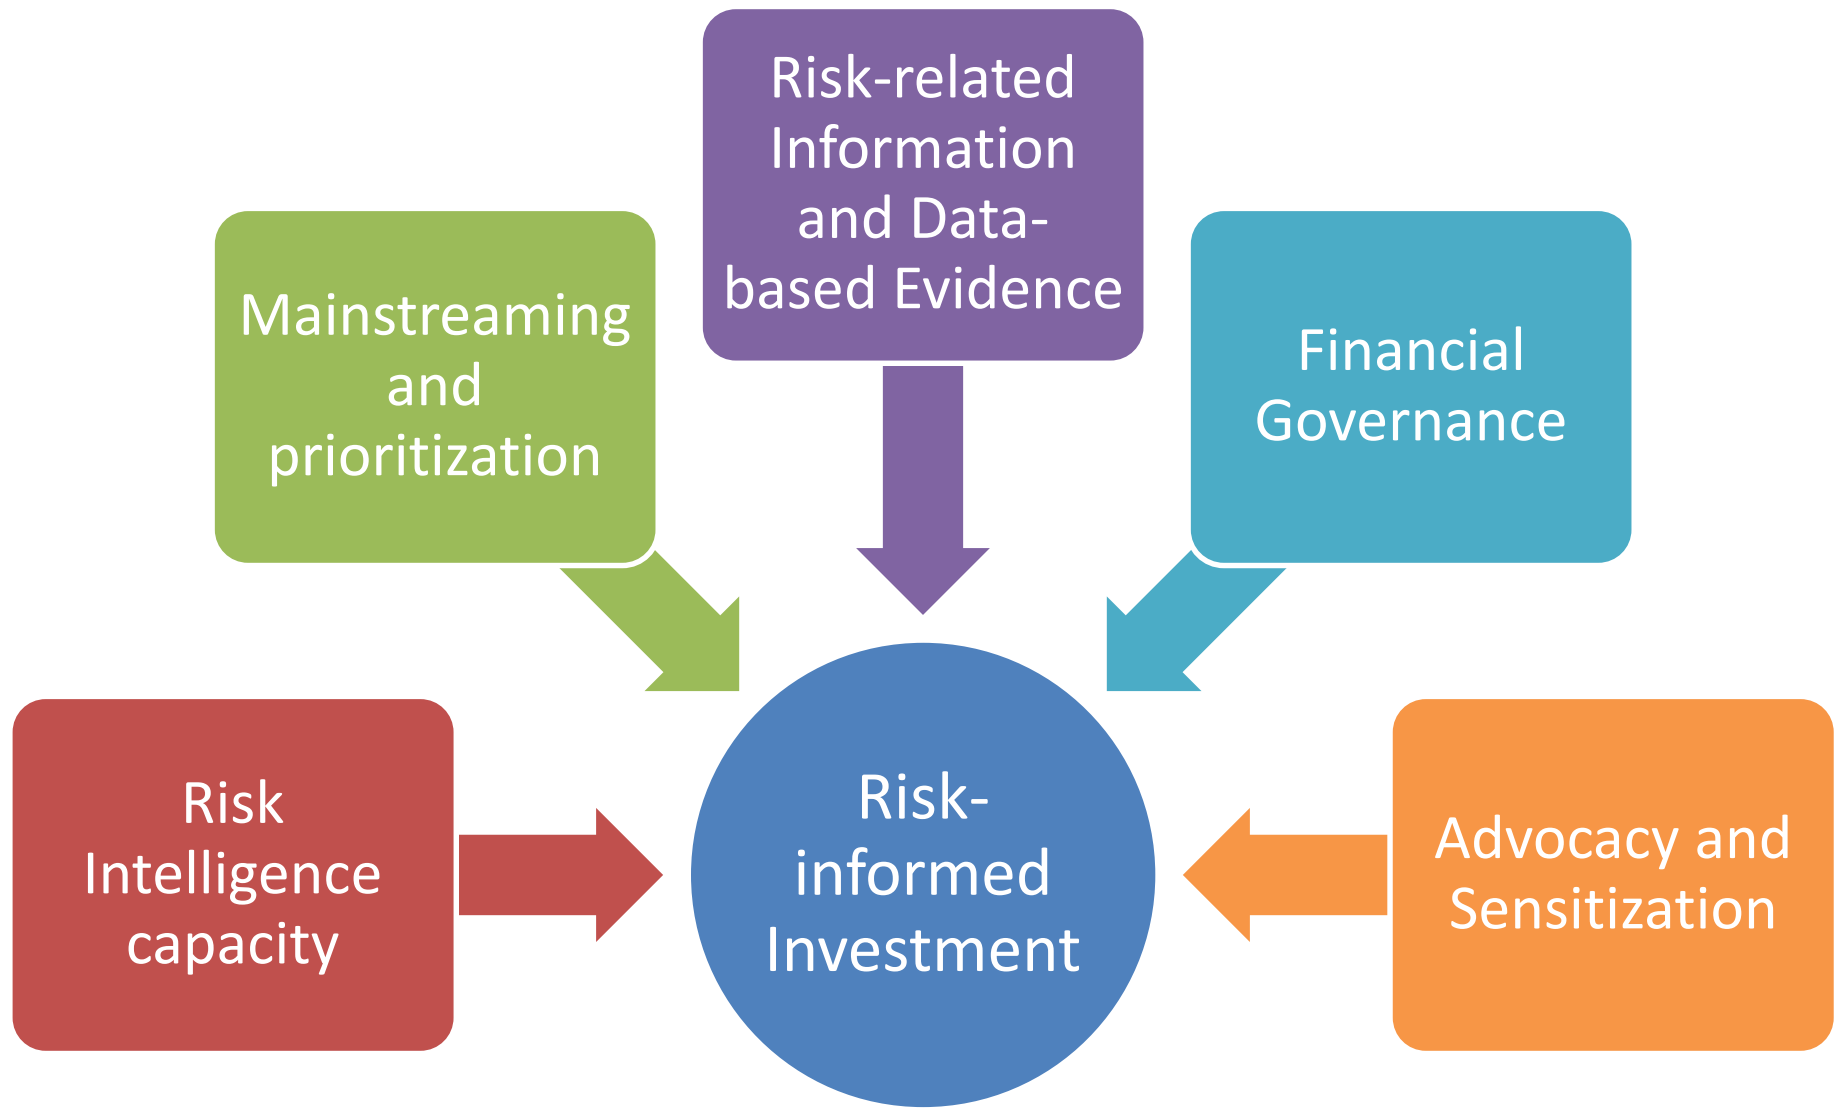 Risk-related
Information
and Data-
based Evidence
Mainstreaming
and
prioritization
Financial
Governance
Risk
Intelligence
capacity
Risk-
informed
Investment
Advocacy and
Sensitization